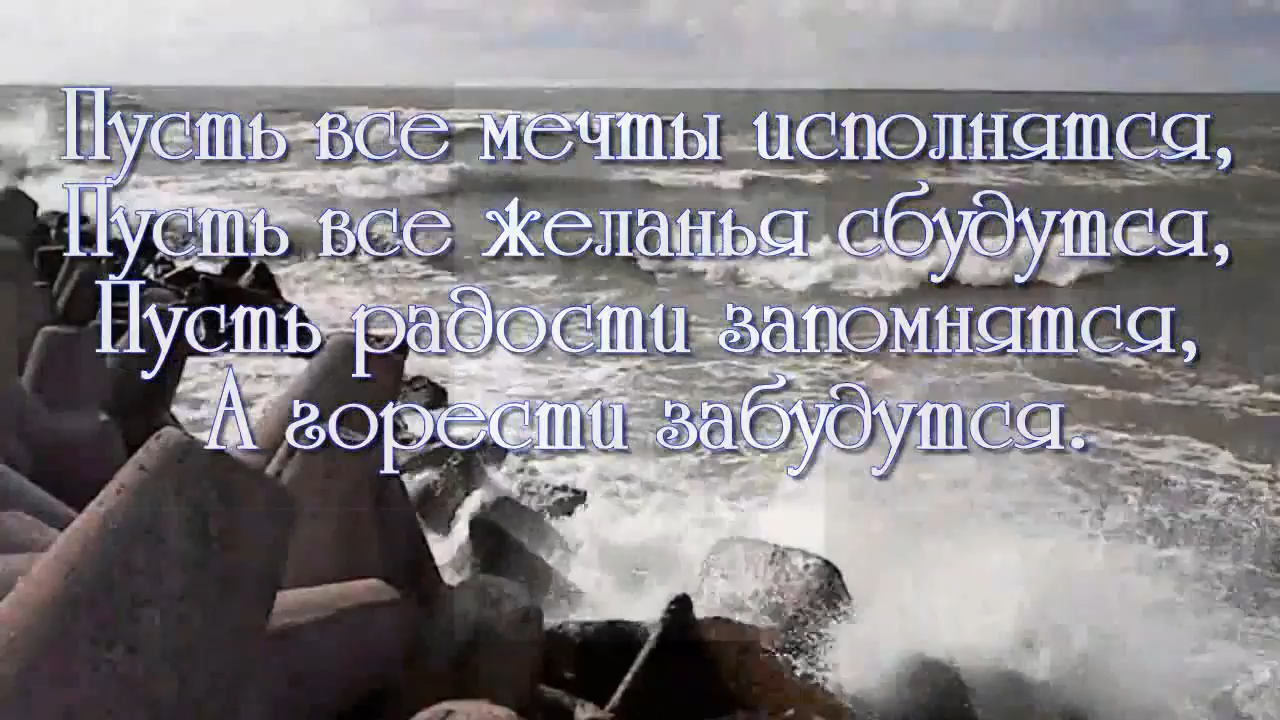 Пусть все мечты исполнятся,
Пусть все желанья сбудутся,
Пусть радости запомнятся,
А горести забудутся.